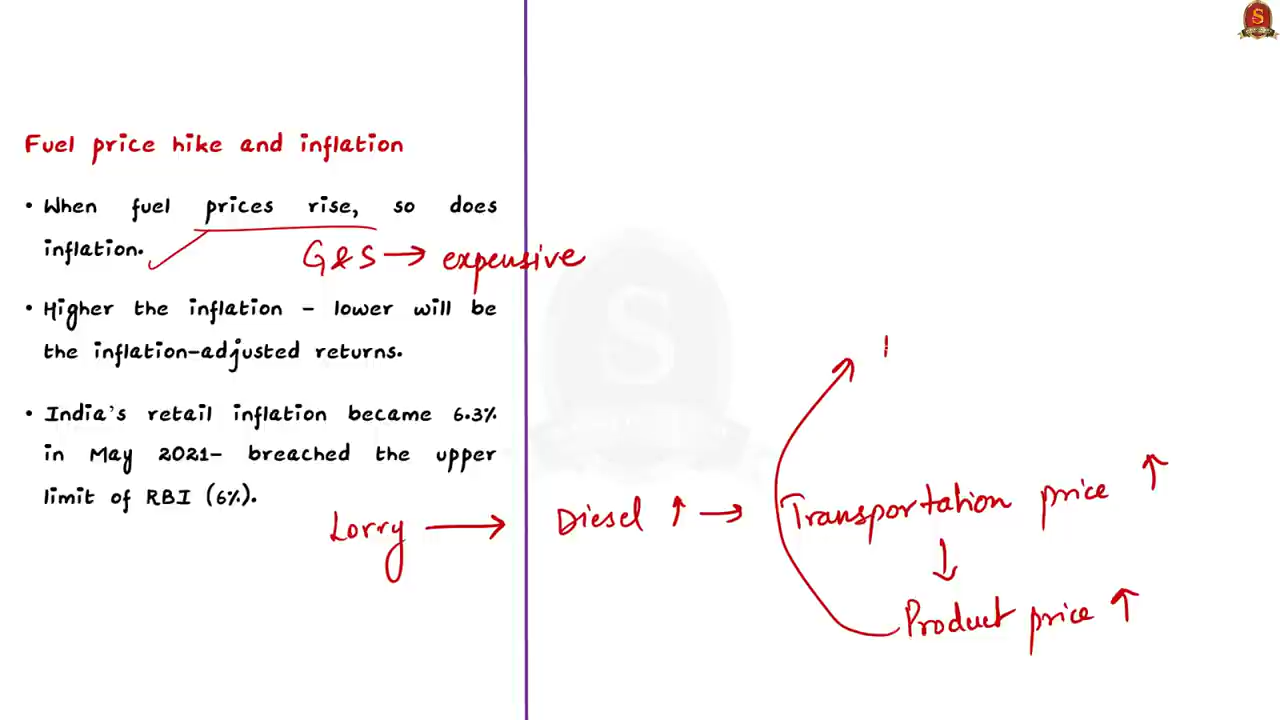 Fuel price hike and inflation
• When fuel prices rise, so does
inflation.
G & S → expensive
• Higher the inflation - lower will be
the inflation-adjusted returns.
• India's retail inflation became 6.3%
in May 2021- breached the upper
limit of RBI (6%).
Lorry → Diesel ↑ → Transportation price ↑
↓
Product price ↑
S
S